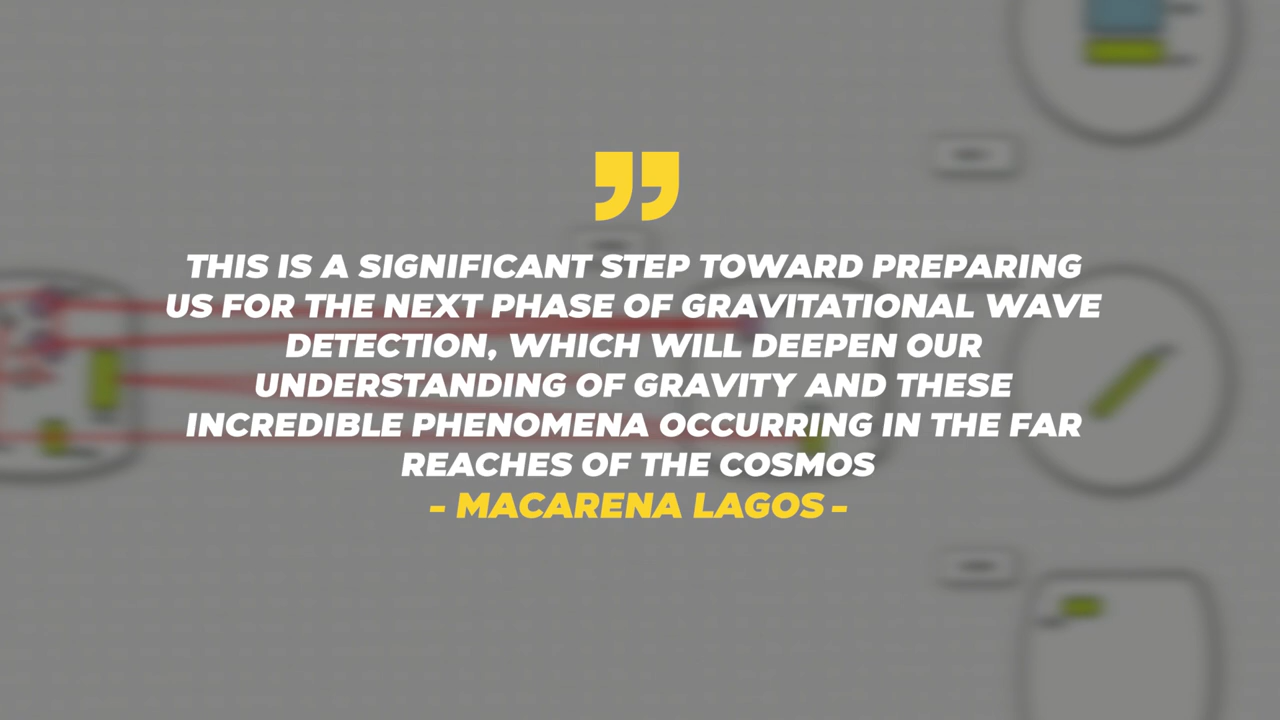 THIS IS A SIGNIFICANT STEP TOWARD PREPARING
US FOR THE NEXT PHASE OF GRAVITATIONAL WAVE
DETECTION, WHICH WILL DEEPEN OUR
UNDERSTANDING OF GRAVITY AND THESE
INCREDIBLE PHENOMENA OCCURRING IN THE FAR
REACHES OF THE COSMOS
- MACARENA LAGOS -